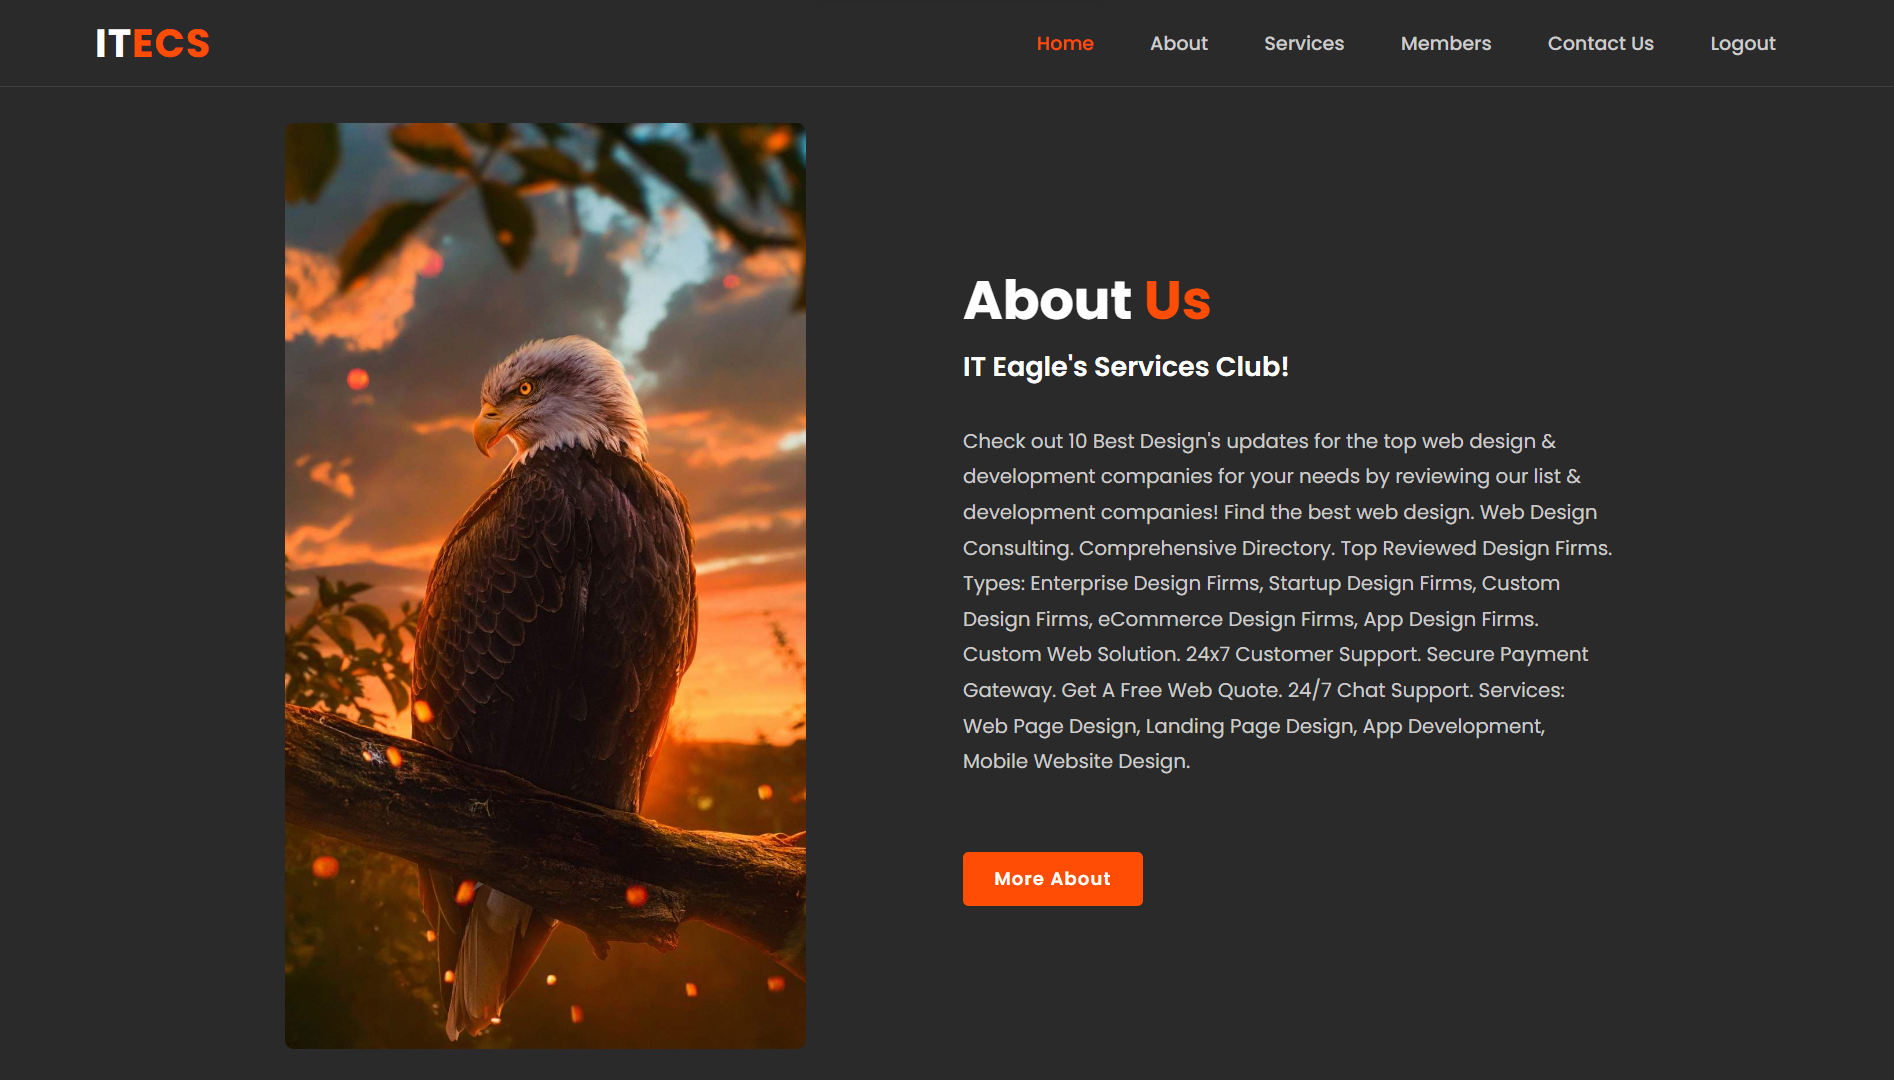 ITECS
Home About Services Members Contact Us Logout
About Us
IT Eagle's Services Club!
Check out 10 Best Design's updates for the top web design &
development companies for your needs by reviewing our list &
development companies! Find the best web design. Web Design
Consulting. Comprehensive Directory. Top Reviewed Design Firms.
Types: Enterprise Design Firms, Startup Design Firms, Custom
Design Firms, eCommerce Design Firms, App Design Firms.
Custom Web Solution. 24x7 Customer Support. Secure Payment
Gateway. Get A Free Web Quote. 24/7 Chat Support. Services:
Web Page Design, Landing Page Design, App Development,
Mobile Website Design.
More About